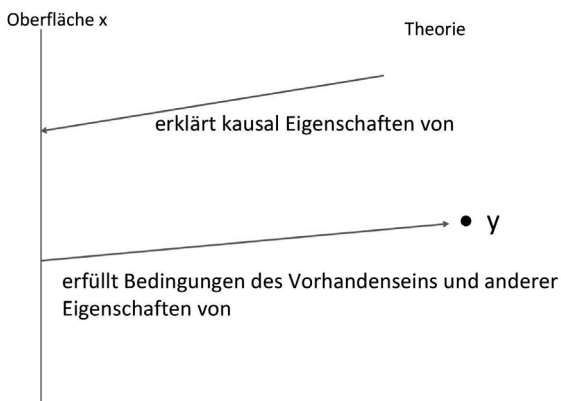 Oberfläche x
Theorie
erklärt kausal Eigenschaften von
y
erfüllt Bedingungen des Vorhandenseins und anderer
Eigenschaften von